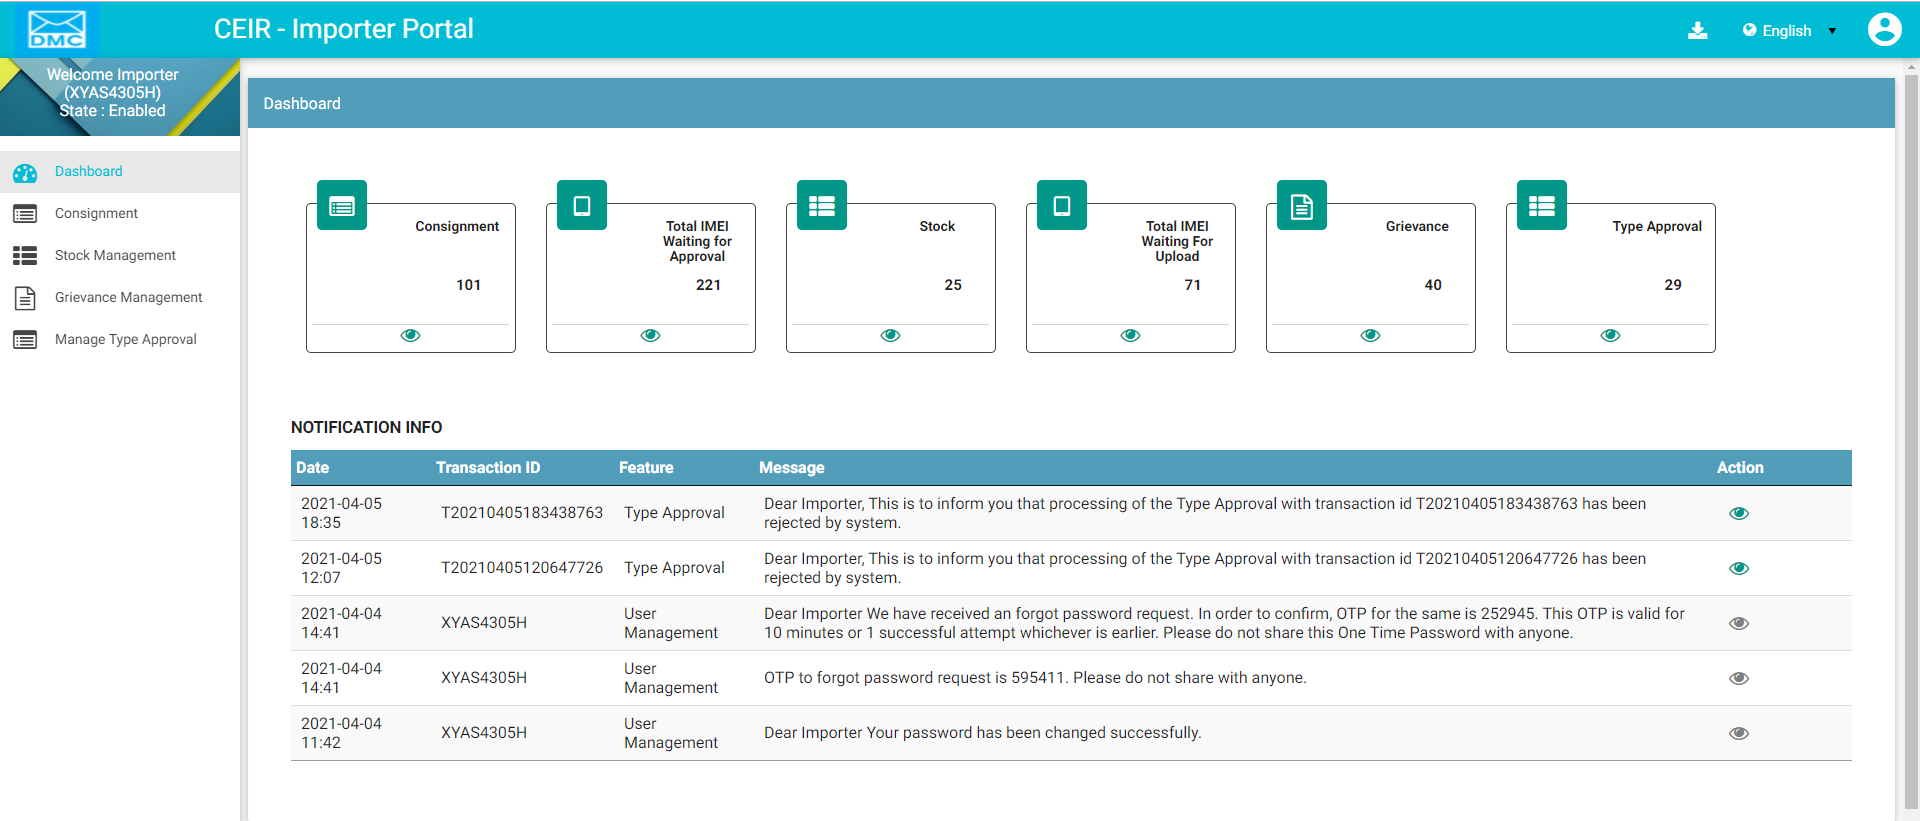 DMC
CEIR - Importer Portal
English
Welcome Importer
(XYAS4305H)
State : Enabled
Dashboard
Consignment
Stock Management
Grievance Management
Manage Type Approval
Dashboard
Consignment
101
Total IMEI
Waiting for
Approval
221
Stock
25
Total IMEI
Waiting For
Upload
71
Grievance
40
Type Approval
29
NOTIFICATION INFO
Date Transaction ID Feature Message Action
2021-04-05
18:35
T20210405183438763
Type Approval
Dear Importer, This is to inform you that processing of the Type Approval with transaction id T20210405183438763 has been
rejected by system.
2021-04-05
12:07
T20210405120647726
Type Approval
Dear Importer, This is to inform you that processing of the Type Approval with transaction id T20210405120647726 has been
rejected by system.
2021-04-04
14:41
XYAS4305H
User
Management
Dear Importer We have received an forgot password request. In order to confirm, OTP for the same is 252945. This OTP is valid for
10 minutes or 1 successful attempt whichever is earlier. Please do not share this One Time Password with anyone.
2021-04-04
14:41
XYAS4305H
User
Management
OTP to forgot password request is 595411. Please do not share with anyone.
2021-04-04
11:42
XYAS4305H
User
Management
Dear Importer Your password has been changed successfully.